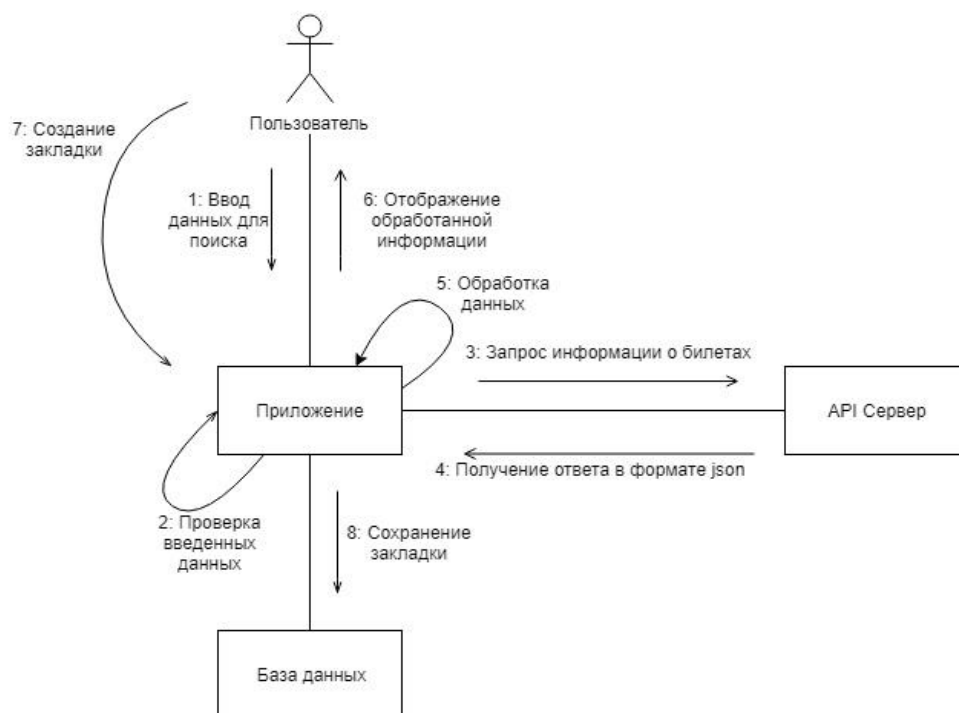 Пользователь
7: Создание
закладки
1: Ввод
данных для
поиска
6: Отображение
обработанной
информации
5: Обработка
данных
3: Запрос информации о билетах
Приложение
API Сервер
4: Получение ответа в формате json
2: Проверка
введенных
данных
8: Сохранение
закладки
База данных